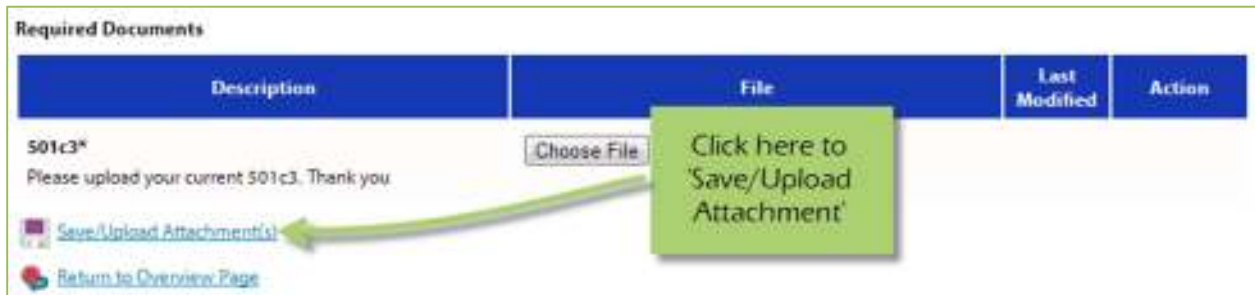 Required Documents
Description File Last Modified Action
501c3* Choose File
Please upload your current 501c3. Thank you
Click here to
'Save/Upload
Attachment'
Save/Upload Attachment(s)
Return to Overview Page